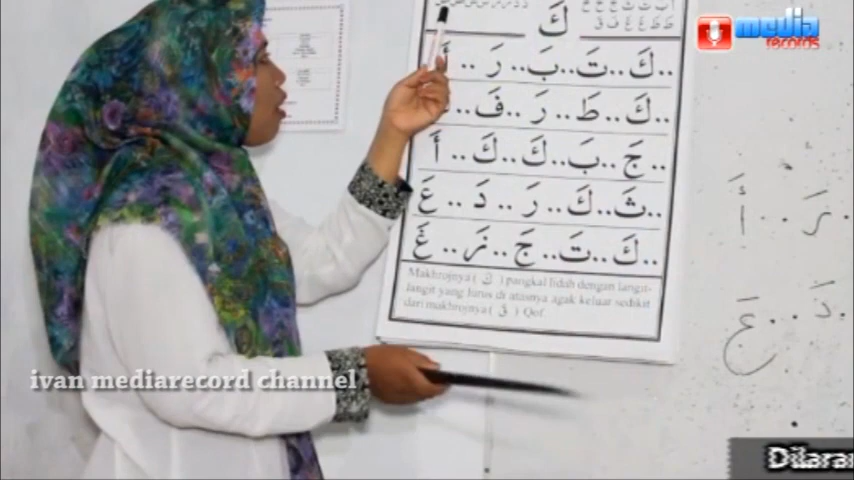 media
records
كَ
كَ..تَ..بَ..رَ..
كَ..طَ..رَ..فَ..
جَ..بَ..كَ..كَ..أَ
ثَ..كَ..رَ..دَ..عَ
كَ..تَ..جَ..نَرَ..غَ
Makhrojnya ( ك ) pangkal lidah dengan langit-
langit yang lurus di atasnya agak keluar sedikit
dari makhrojnya ( ق ) Qof.
رَ..أَ
دَ..عَ
ivan mediarecord channel
Dilara